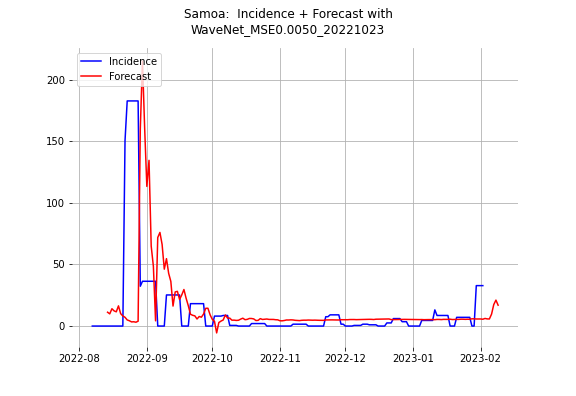 Samoa:  Incidence + Forecast with
WaveNet_MSE0.0050_20221023
Incidence
Forecast
200
150
100
50
0
2022-08 2022-09 2022-10 2022-11 2022-12 2023-01 2023-02